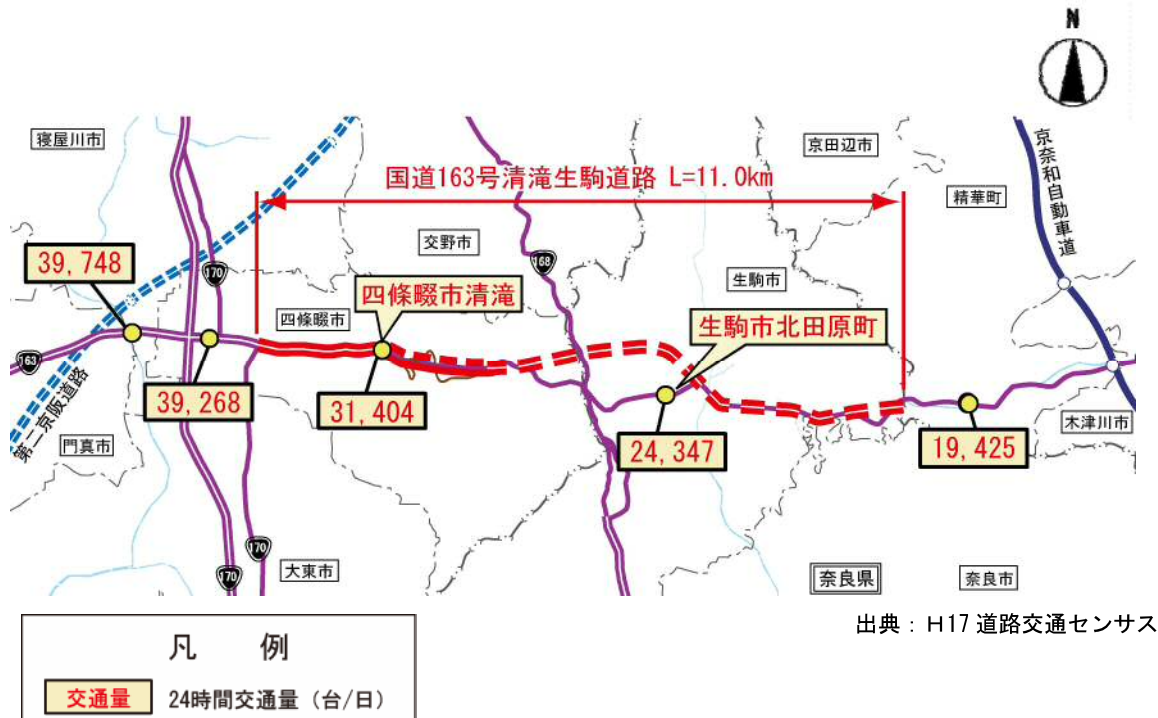 N
寝屋川市
京田辺市
京奈和自動車道
国道163号清滝生駒道路 L=11.0km
精華町
交野市
39,748
170
168
生駒市
四條畷市清滝
四條畷市
生駒市北田原町
163
第二京阪道路
39,268
31,404
24,347
19,425
木津川市
門真市
170
170
大東市
奈良県
奈良市
出典：H17 道路交通センサス
凡 例
交通量 24時間交通量（台/日）